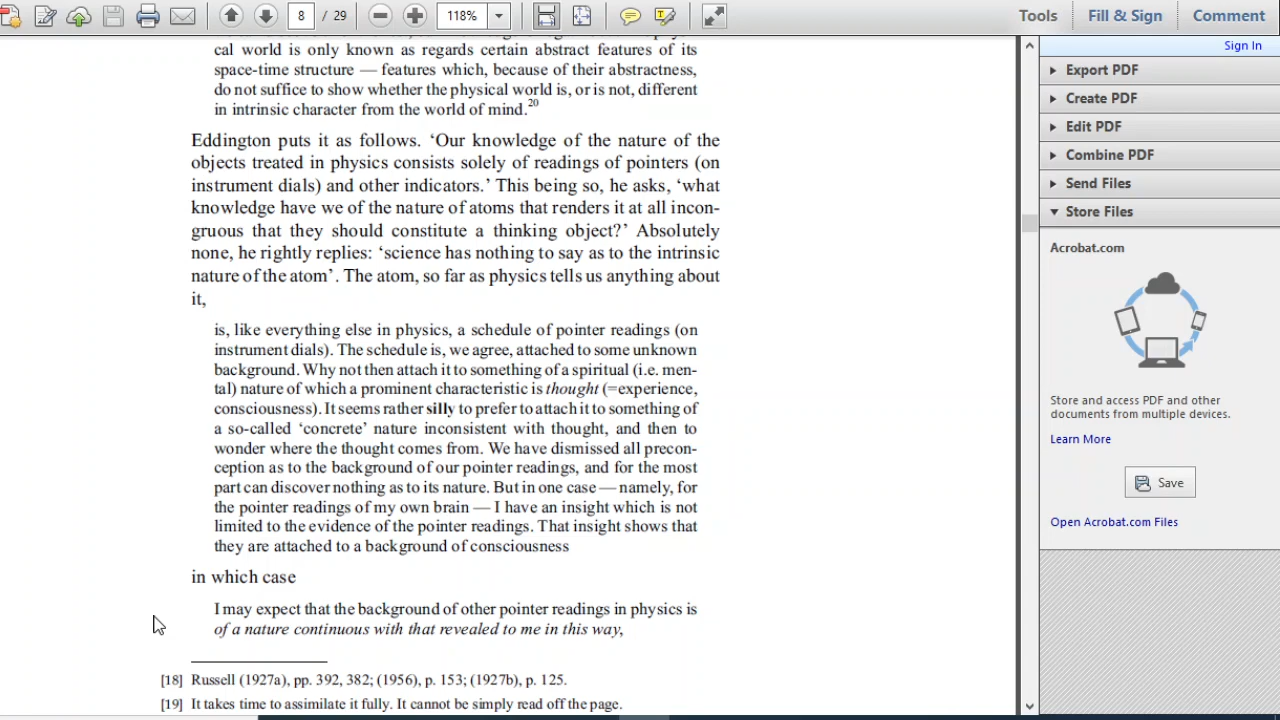 8 / 29
118%
Tools
Fill & Sign
Comment
Sign In
cal world is only known as regards certain abstract features of its
space-time structure — features which, because of their abstractness,
do not suffice to show whether the physical world is, or is not, different
in intrinsic character from the world of mind.20
Eddington puts it as follows. ‘Our knowledge of the nature of the
objects treated in physics consists solely of readings of pointers (on
instrument dials) and other indicators.’ This being so, he asks, ‘what
knowledge have we of the nature of atoms that renders it at all incon-
gruous that they should constitute a thinking object?’ Absolutely
none, he rightly replies: ‘science has nothing to say as to the intrinsic
nature of the atom’. The atom, so far as physics tells us anything about
it,
is, like everything else in physics, a schedule of pointer readings (on
instrument dials). The schedule is, we agree, attached to some unknown
background. Why not then attach it to something of a spiritual (i.e. men-
tal) nature of which a prominent characteristic is thought (=experience,
consciousness). It seems rather silly to prefer to attach it to something of
a so-called ‘concrete’ nature inconsistent with thought, and then to
wonder where the thought comes from. We have dismissed all precon-
ception as to the background of our pointer readings, and for the most
part can discover nothing as to its nature. But in one case — namely, for
the pointer readings of my own brain — I have an insight which is not
limited to the evidence of the pointer readings. That insight shows that
they are attached to a background of consciousness
in which case
I may expect that the background of other pointer readings in physics is
of a nature continuous with that revealed to me in this way,
[18] Russell (1927a), pp. 392, 382; (1956), p. 153; (1927b), p. 125.
[19] It takes time to assimilate it fully. It cannot be simply read off the page.
Export PDF
Create PDF
Edit PDF
Combine PDF
Send Files
Store Files
Acrobat.com
Store and access PDF and other
documents from multiple devices.
Learn More
Save
Open Acrobat.com Files